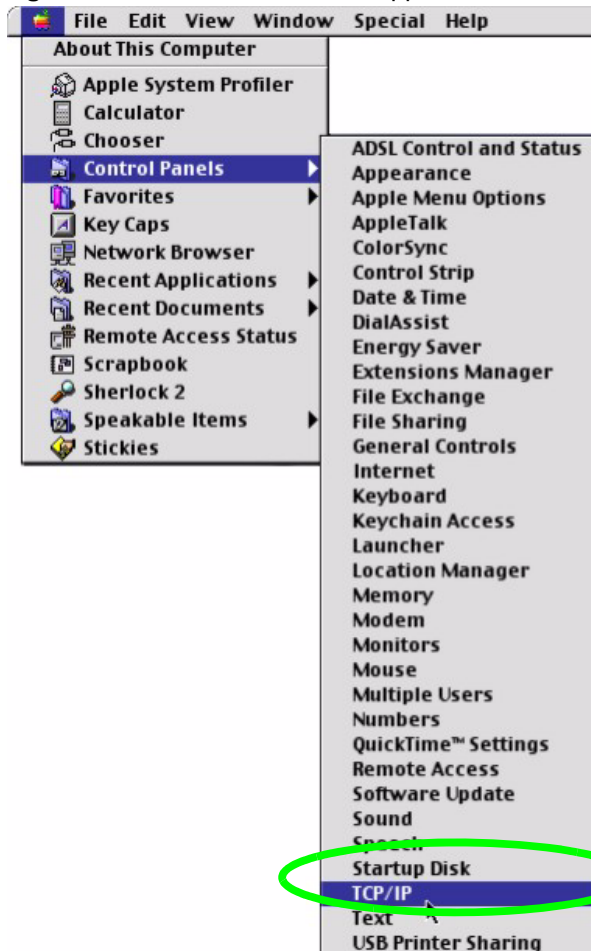 File Edit View Window Special Help
About This Computer
Apple System Profiler
Calculator
Chooser
Control Panels
Favorites
Key Caps
Network Browser
Recent Applications
Recent Documents
Remote Access Status
Scrapbook
Sherlock 2
Speakable Items
Stickies
ADSL Control and Status
Appearance
Apple Menu Options
AppleTalk
ColorSync
Control Strip
Date & Time
DialAssist
Energy Saver
Extensions Manager
File Exchange
File Sharing
General Controls
Internet
Keyboard
Keychain Access
Launcher
Location Manager
Memory
Modem
Monitors
Mouse
Multiple Users
Numbers
QuickTime™ Settings
Remote Access
Software Update
Sound
Speech
Startup Disk
TCP/IP
Text
USB Printer Sharing